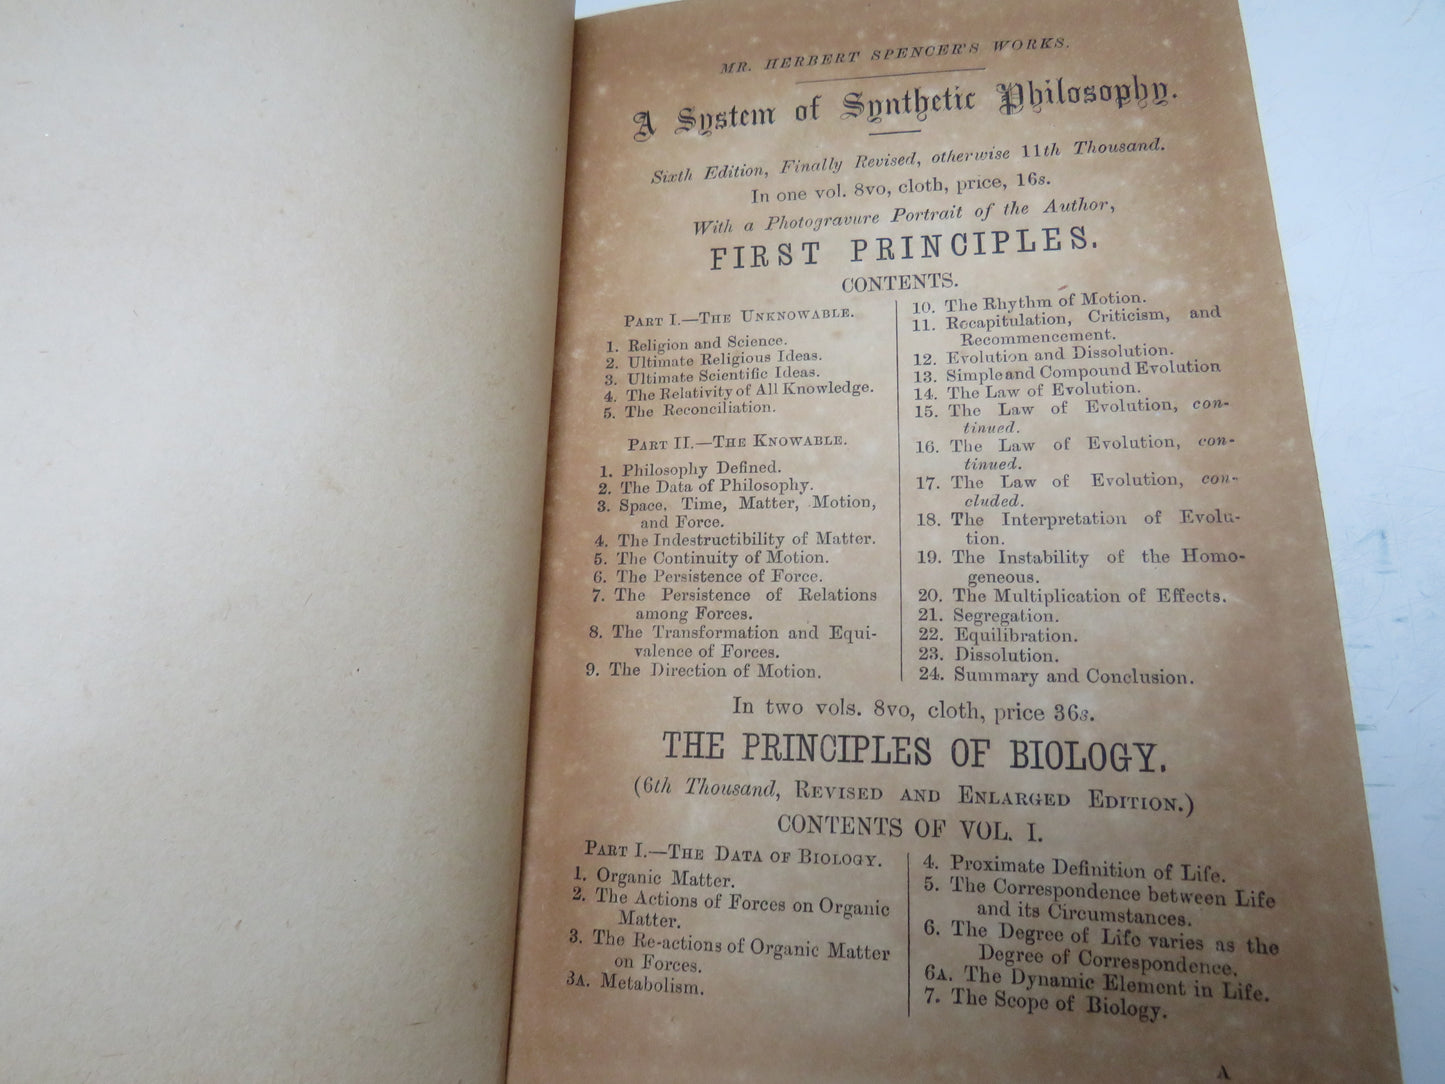 MR. HERBERT SPENCER'S WORKS.
A System of Synthetic Philosophy.
Sixth Edition, Finally Revised, otherwise 11th Thousand.
In one vol. 8vo, cloth, price, 16s.
With a Photogravure Portrait of the Author,
FIRST PRINCIPLES.
CONTENTS.
PART I.—THE UNKNOWABLE.
1. Religion and Science.
2. Ultimate Religious Ideas.
3. Ultimate Scientific Ideas.
4. The Relativity of All Knowledge.
5. The Reconciliation.
PART II.—THE KNOWABLE.
1. Philosophy Defined.
2. The Data of Philosophy.
3. Space, Time, Matter, Motion,
and Force.
4. The Indestructibility of Matter.
5. The Continuity of Motion.
6. The Persistence of Force.
7. The Persistence of Relations
among Forces.
8. The Transformation and Equi-
valence of Forces.
9. The Direction of Motion.
10. The Rhythm of Motion.
11. Recapitulation, Criticism, and
Recommencement.
12. Evolution and Dissolution.
13. Simple and Compound Evolution
14. The Law of Evolution.
15. The Law of Evolution, con-
tinued.
16. The Law of Evolution, con-
tinued.
17. The Law of Evolution, con-
cluded.
18. The Interpretation of Evolu-
tion.
19. The Instability of the Homo-
geneous.
20. The Multiplication of Effects.
21. Segregation.
22. Equilibration.
23. Dissolution.
24. Summary and Conclusion.
In two vols. 8vo, cloth, price 36s.
THE PRINCIPLES OF BIOLOGY.
(6th Thousand, REVISED AND ENLARGED EDITION.)
CONTENTS OF VOL. I.
PART I.—THE DATA OF BIOLOGY.
1. Organic Matter.
2. The Actions of Forces on Organic
Matter.
3. The Re-actions of Organic Matter
on Forces.
3A. Metabolism.
4. Proximate Definition of Life.
5. The Correspondence between Life
and its Circumstances.
6. The Degree of Life varies as the
Degree of Correspondence.
6A. The Dynamic Element in Life.
7. The Scope of Biology.
A